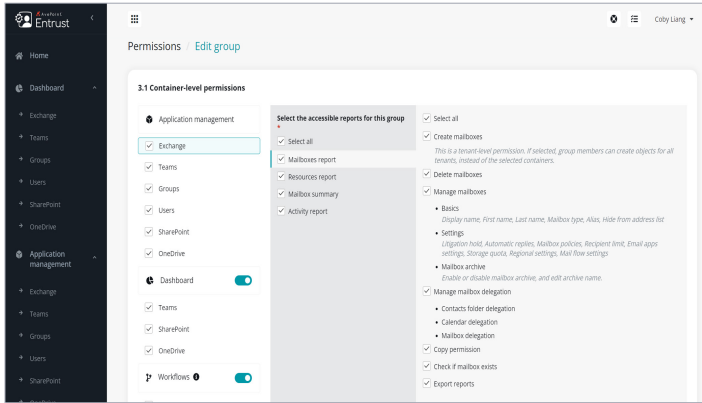 AvePoint
Entrust
Coby Liang
Home
Dashboard
Exchange
Teams
Groups
Users
SharePoint
OneDrive
Application
management
Exchange
Teams
Groups
Users
SharePoint
OneDrive
Permissions / Edit group
3.1 Container-level permissions
Application management
Exchange
Teams
Groups
Users
SharePoint
OneDrive
Dashboard
Teams
SharePoint
OneDrive
Workflows
Select the accessible reports for this group
*
Select all
Mailboxes report
Resources report
Mailbox summary
Activity report
Select all
Create mailboxes
This is a tenant-level permission. If selected, group members can create objects for all
tenants, instead of the selected containers.
Delete mailboxes
Manage mailboxes
• Basics
Display name, First name, Last name, Mailbox type, Alias, Hide from address list
• Settings
Litigation hold, Automatic replies, Mailbox policies, Recipient limit, Email apps
settings, Storage quota, Regional settings, Mail flow settings
• Mailbox archive
Enable or disable mailbox archive, and edit archive name.
Manage mailbox delegation
• Contacts folder delegation
• Calendar delegation
• Mailbox delegation
Copy permission
Check if mailbox exists
Export reports